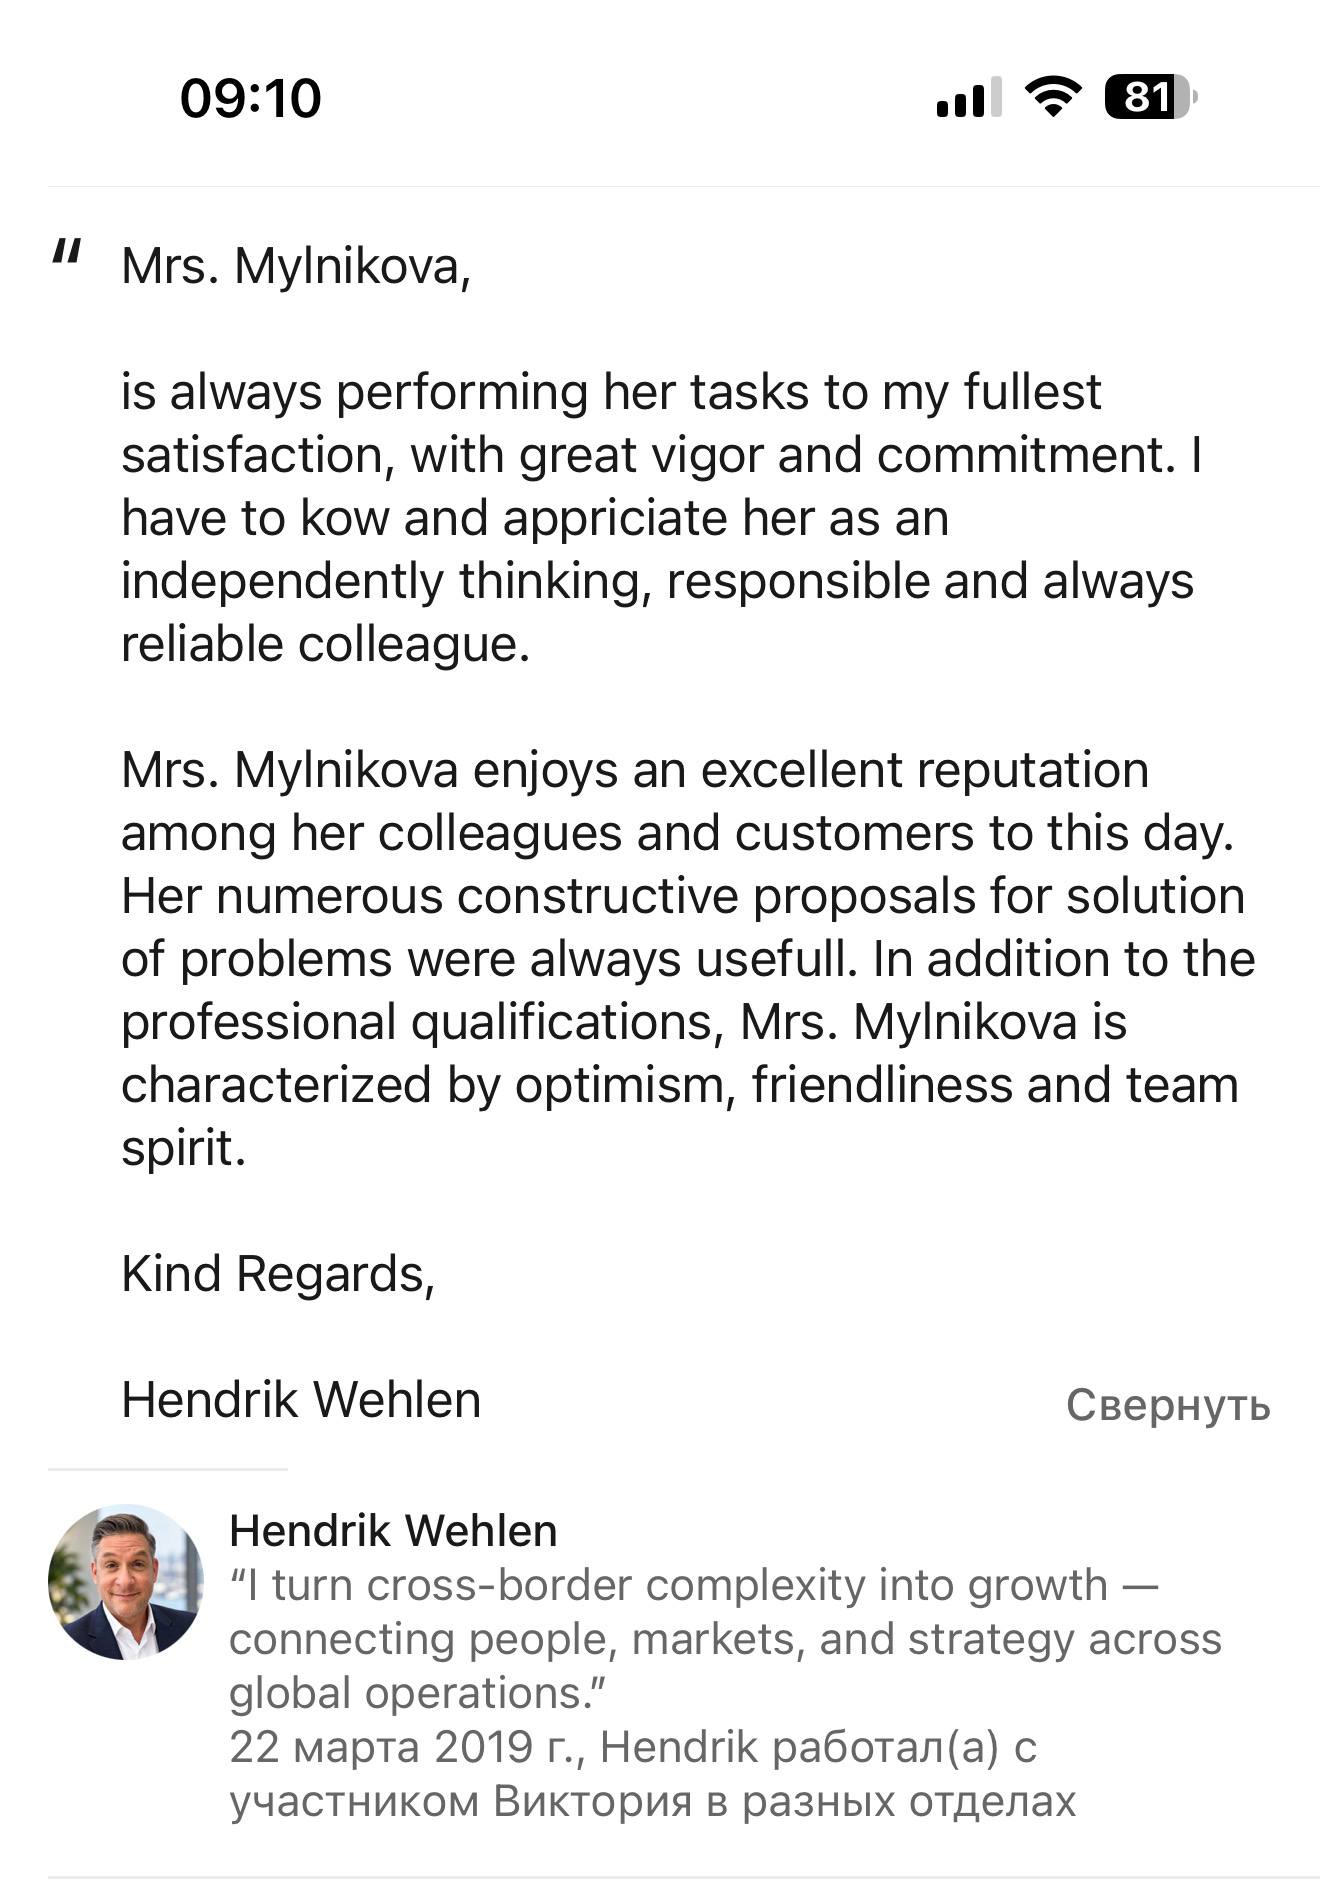 09:10
81
“ Mrs. Mylnikova,
is always performing her tasks to my fullest
satisfaction, with great vigor and commitment. I
have to kow and appriciate her as an
independently thinking, responsible and always
reliable colleague.
Mrs. Mylnikova enjoys an excellent reputation
among her colleagues and customers to this day.
Her numerous constructive proposals for solution
of problems were always usefull. In addition to the
professional qualifications, Mrs. Mylnikova is
characterized by optimism, friendliness and team
spirit.
Kind Regards,
Hendrik Wehlen
Свернуть
Hendrik Wehlen
“I turn cross-border complexity into growth —
connecting people, markets, and strategy across
global operations.”
22 марта 2019 г., Hendrik работал(а) с
участником Виктория в разных отделах